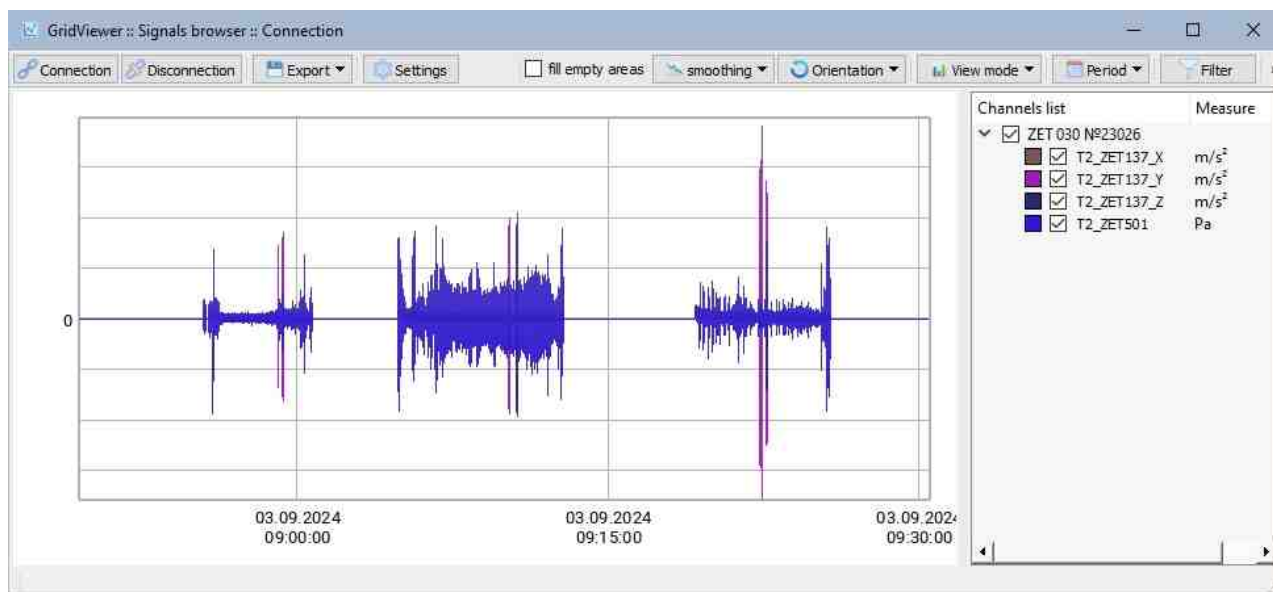 GridViewer :: Signals browser :: Connection
Connection Disconnection Export Settings fill empty areas smoothing Orientation View mode Period Filter
Channels list Measure
ZET 030 №23026
T2_ZET137_X m/s²
T2_ZET137_Y m/s²
T2_ZET137_Z m/s²
T2_ZET501 Pa
0
03.09.2024 03.09.2024 03.09.2024
09:00:00 09:15:00 09:30:00